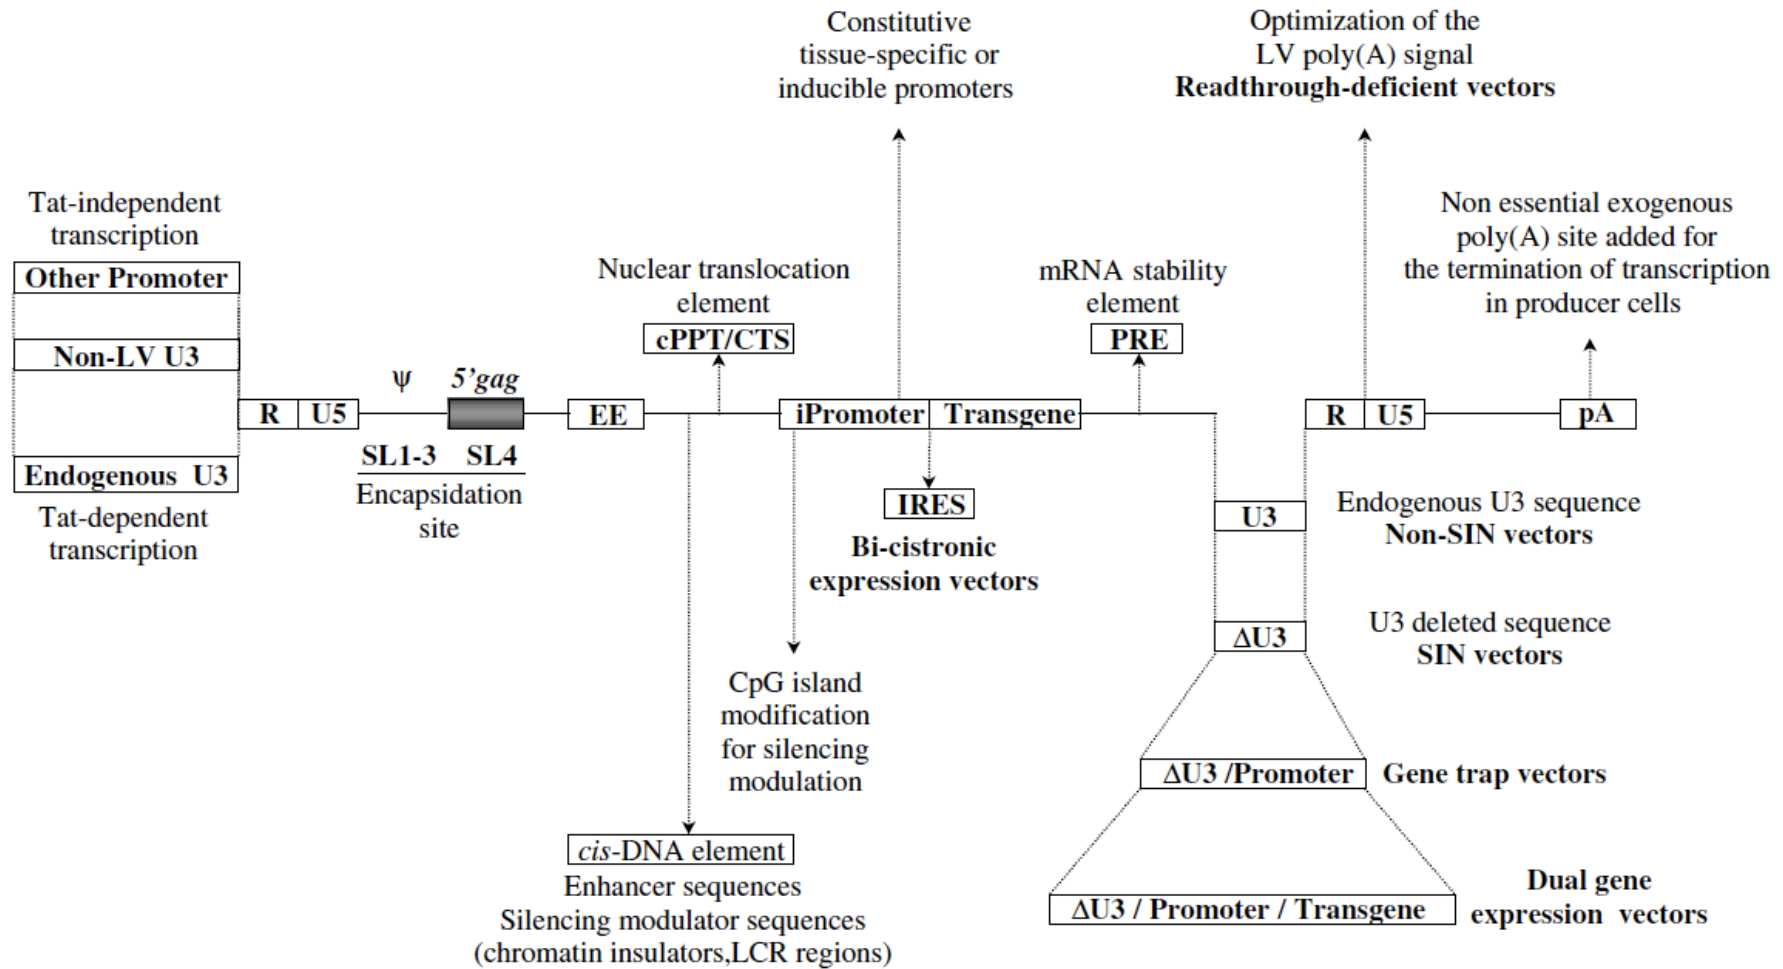 Constitutive
tissue-specific or
inducible promoters
Optimization of the
LV poly(A) signal
Readthrough-deficient vectors
Tat-independent
transcription
Other Promoter
Non-LV U3
Endogenous U3
Tat-dependent
transcription
Nuclear translocation
element
cPPT/CTS
mRNA stability
element
PRE
Non essential exogenous
poly(A) site added for
the termination of transcription
in producer cells
ψ 5'gag
R U5 EE iPromoter Transgene R U5 pA
SL1-3 SL4
Encapsidation
site
IRES
Bi-cistronic
expression vectors
U3
Endogenous U3 sequence
Non-SIN vectors
ΔU3
U3 deleted sequence
SIN vectors
CpG island
modification
for silencing
modulation
ΔU3 /Promoter
Gene trap vectors
cis-DNA element
Enhancer sequences
Silencing modulator sequences
(chromatin insulators,LCR regions)
ΔU3 / Promoter / Transgene
Dual gene
expression vectors